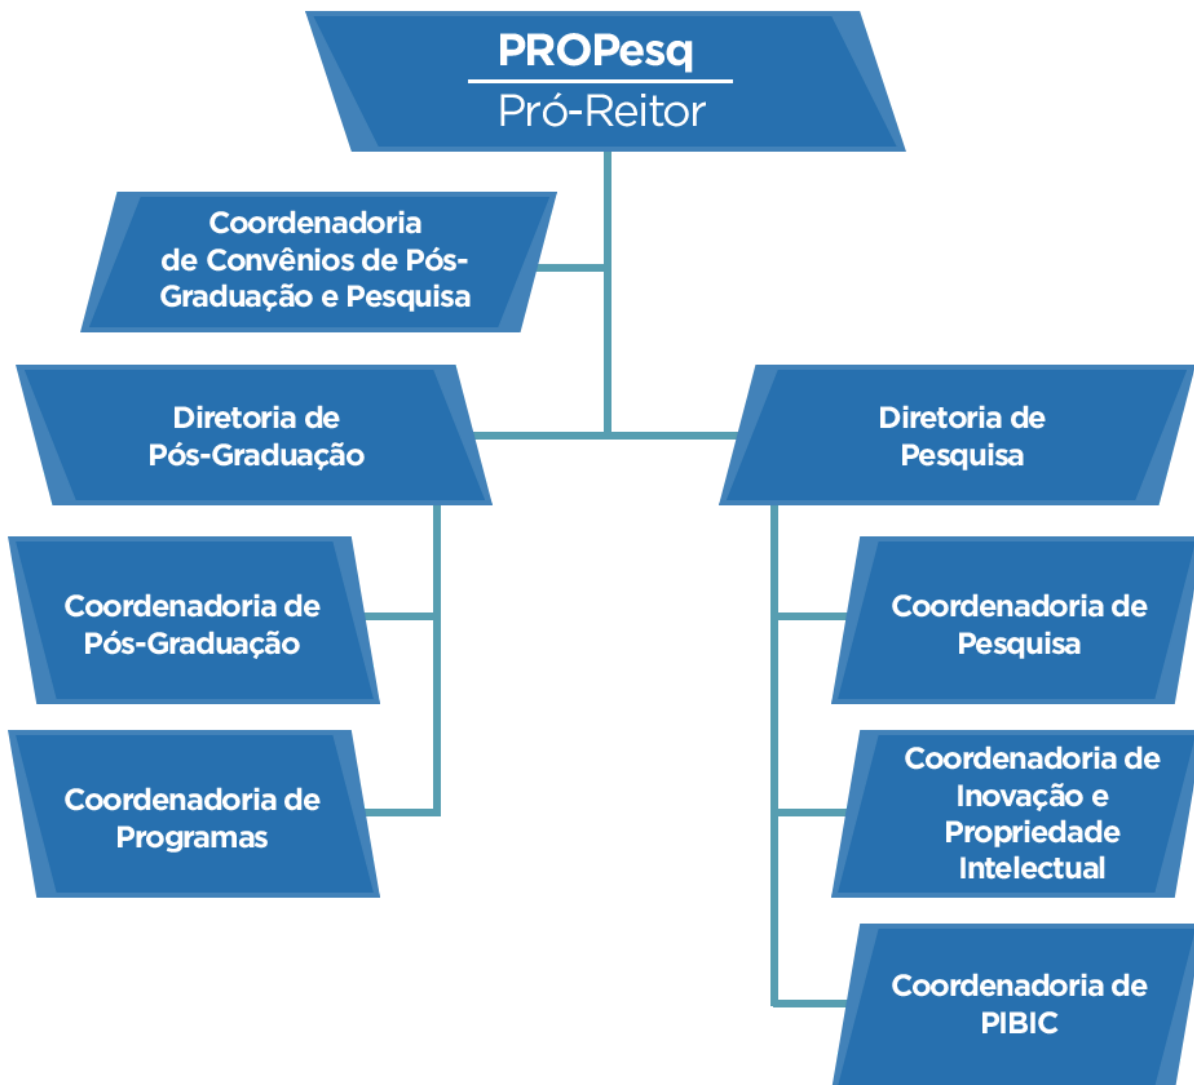 PROPesq
Pró-Reitor
Coordenadoria
de Convênios de Pós-
Graduação e Pesquisa
Diretoria de
Pós-Graduação
Diretoria de
Pesquisa
Coordenadoria de
Pós-Graduação
Coordenadoria de
Pesquisa
Coordenadoria de
Programas
Coordenadoria de
Inovação e
Propriedade
Intelectual
Coordenadoria de
PIBIC